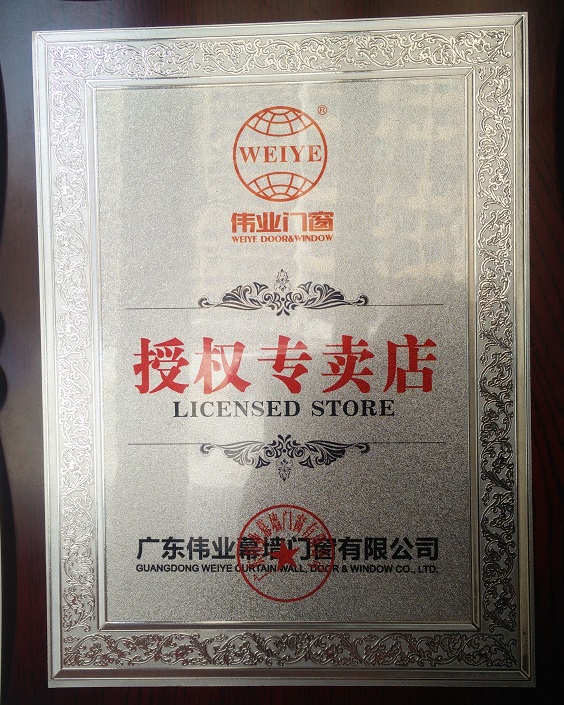 WEIYE
®
伟业门窗
WEIYE DOOR&WINDOW
授权专卖店
LICENSED STORE
广东伟业幕墙门窗有限公司
GUANGDONG WEIYE CURTAIN WALL, DOOR & WINDOW CO., LTD.